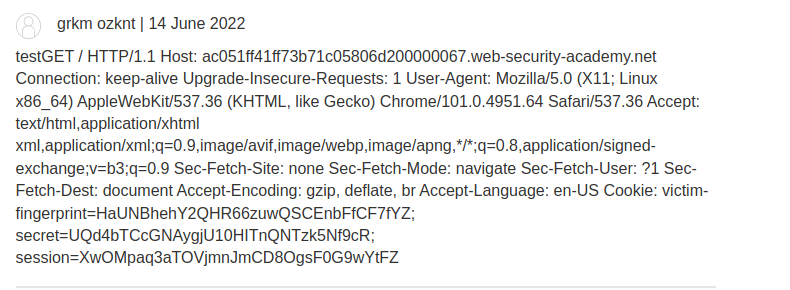 grkm ozknt | 14 June 2022
testGET / HTTP/1.1 Host: ac051ff41ff73b71c05806d200000067.web-security-academy.net
Connection: keep-alive Upgrade-Insecure-Requests: 1 User-Agent: Mozilla/5.0 (X11; Linux
x86_64) AppleWebKit/537.36 (KHTML, like Gecko) Chrome/101.0.4951.64 Safari/537.36 Accept:
text/html,application/xhtml
xml,application/xml;q=0.9,image/avif,image/webp,image/apng,*/*;q=0.8,application/signed-
exchange;v=b3;q=0.9 Sec-Fetch-Site: none Sec-Fetch-Mode: navigate Sec-Fetch-User: ?1 Sec-
Fetch-Dest: document Accept-Encoding: gzip, deflate, br Accept-Language: en-US Cookie: victim-
fingerprint=HaUNBhehY2QHR66zuwQSCEnbFfCF7fYZ;
secret=UQd4bTCcGNAygjU10HITnQNTzk5Nf9cR;
session=XwOMpaq3aTOVjmnJmCD8OgsF0G9wYtFZ